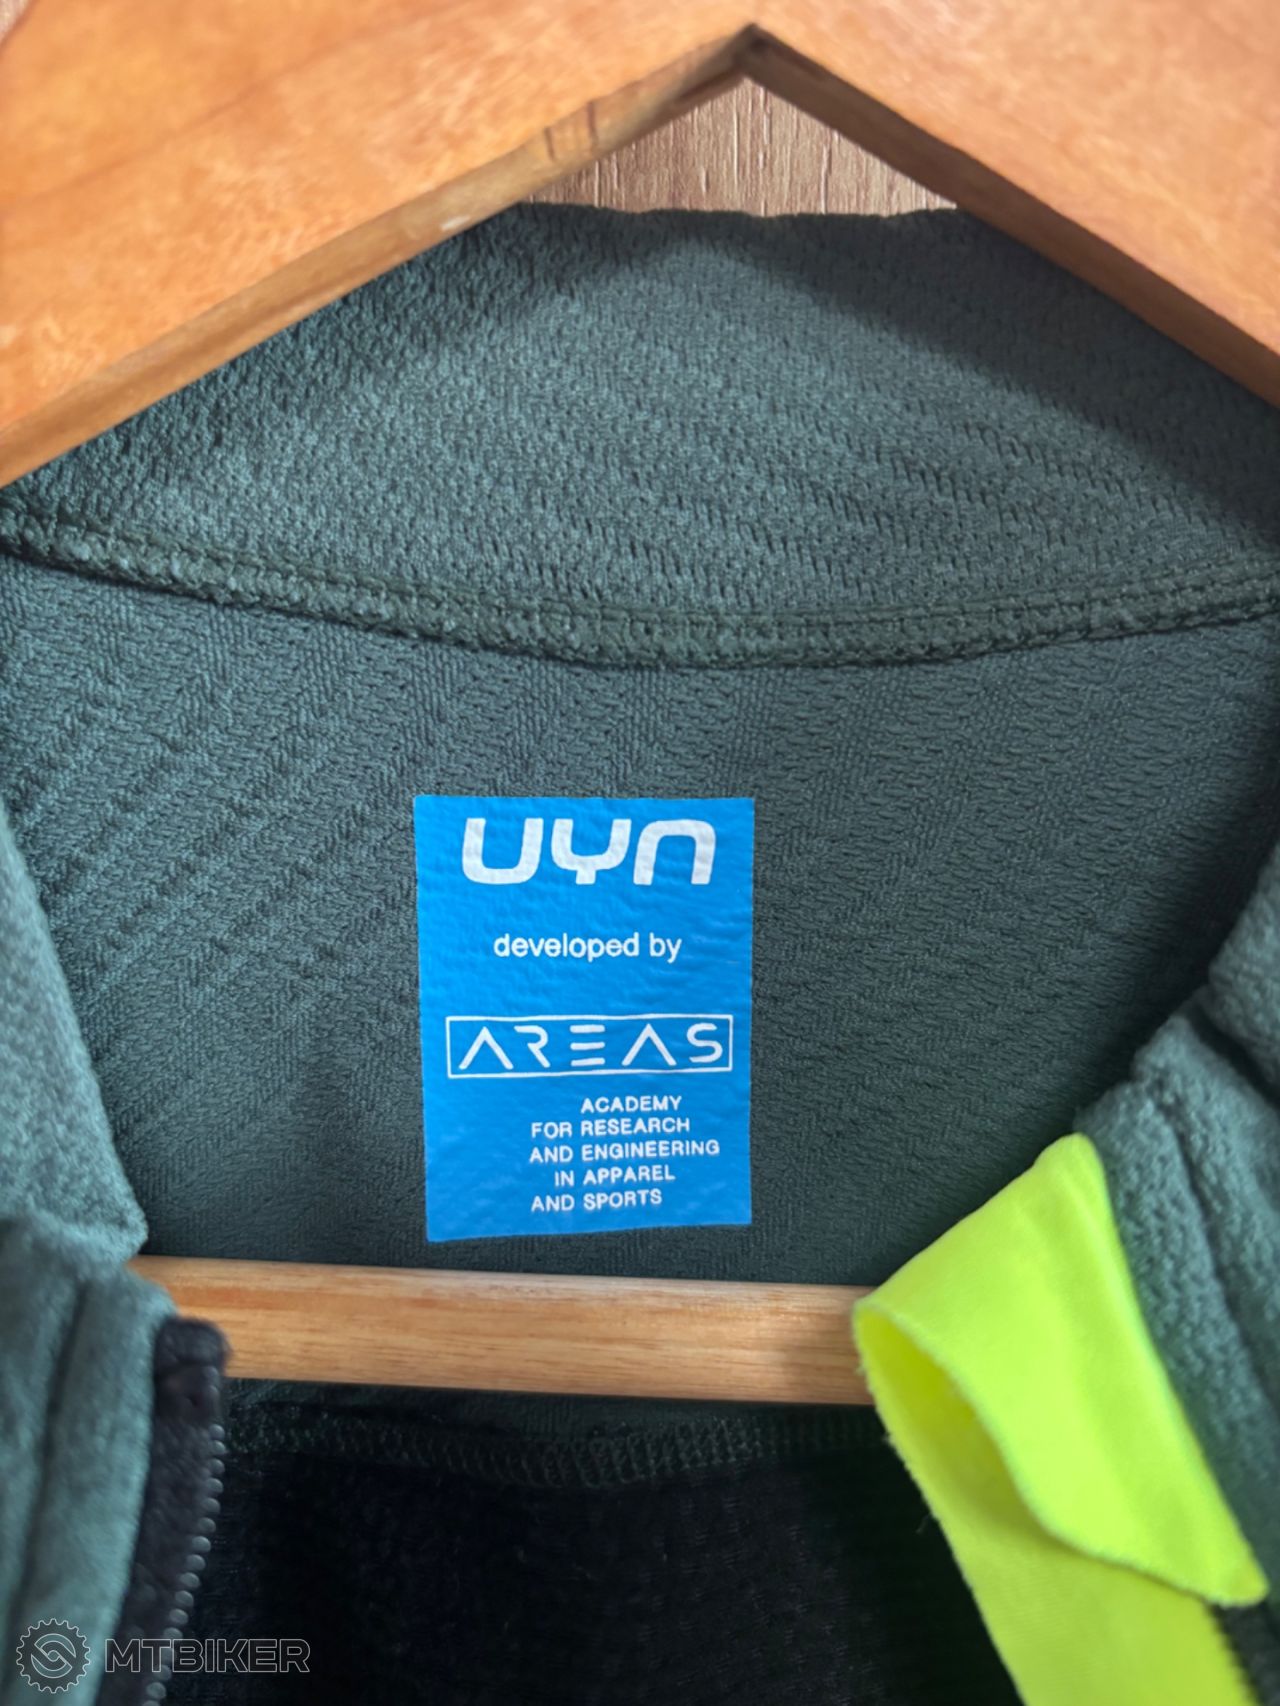 uyn
developed by
AREAS
ACADEMY
FOR RESEARCH
AND ENGINEERING
IN APPAREL
AND SPORTS
MTBIKER